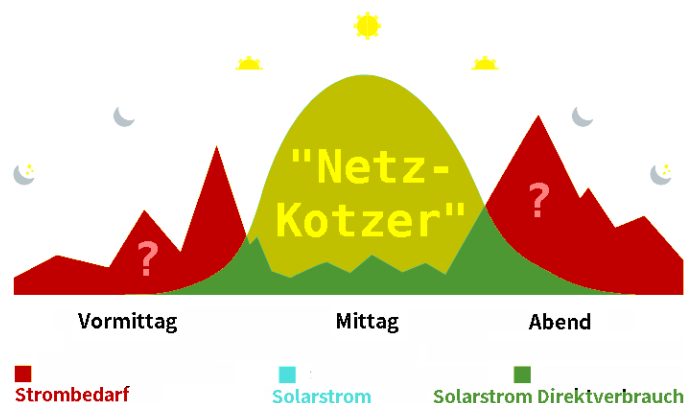 "Netz-
Kotzer"
?
?
Vormittag Mittag Abend
Strombedarf Solarstrom Solarstrom Direktverbrauch